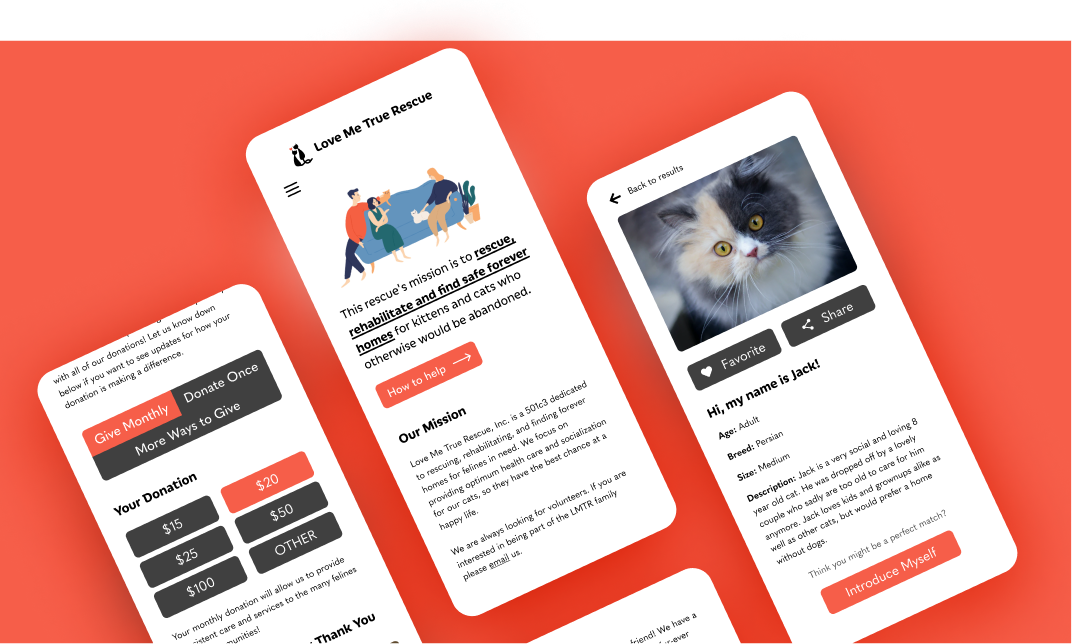 with all of our donations! Let us know down
below if you want to see updates for how your
donation is making a difference.
Give Monthly
Donate Once
More Ways to Give
Your Donation
$15
$20
$25
$50
$100
OTHER
Your monthly donation will allow us to provide
care and services to the many felines
Thank You
Love Me True Rescue
This rescue's mission is to rescue,
rehabilitate and find safe forever
homes for kittens and cats who
otherwise would be abandoned.
How to help
Our Mission
Love Me True Rescue, Inc. is a 501c3 dedicated
to rescuing, rehabilitating, and finding forever
homes for felines in need. We focus on
providing optimum health care and socialization
for our cats, so they have the best chance at a
happy life.
We are always looking for volunteers. If you are
interested in being part of the LMTR family
please email us.
friend! We have a
Back to results
Favorite
Share
Hi, my name is Jack!
Age: Adult
Breed: Persian
Size: Medium
Description: Jack is a very social and loving 8
year old cat. He was dropped off by a lovely
couple who sadly are too old to care for him
anymore. Jack loves kids and grownups alike as
well as other cats, but would prefer a home
without dogs.
Think you might be a perfect match?
Introduce Myself